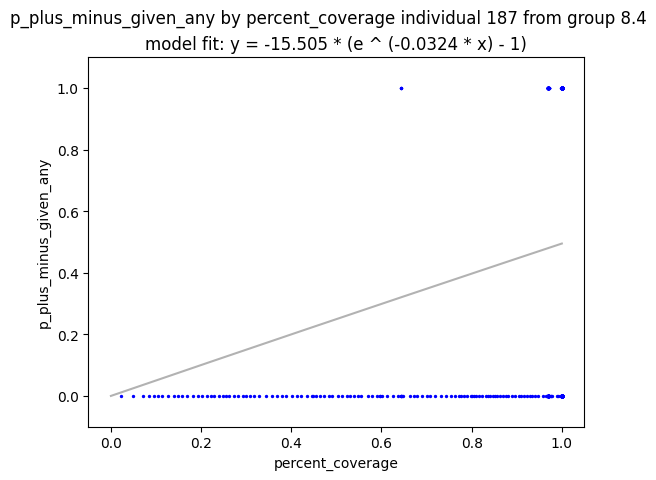 p_plus_minus_given_any by percent_coverage individual 187 from group 8.4
model fit: y = -15.505 * (e ^ (-0.0324 * x) - 1)
1.0
0.8
0.6
0.4
0.2
0.0
p_plus_minus_given_any
0.0 0.2 0.4 0.6 0.8 1.0
percent_coverage